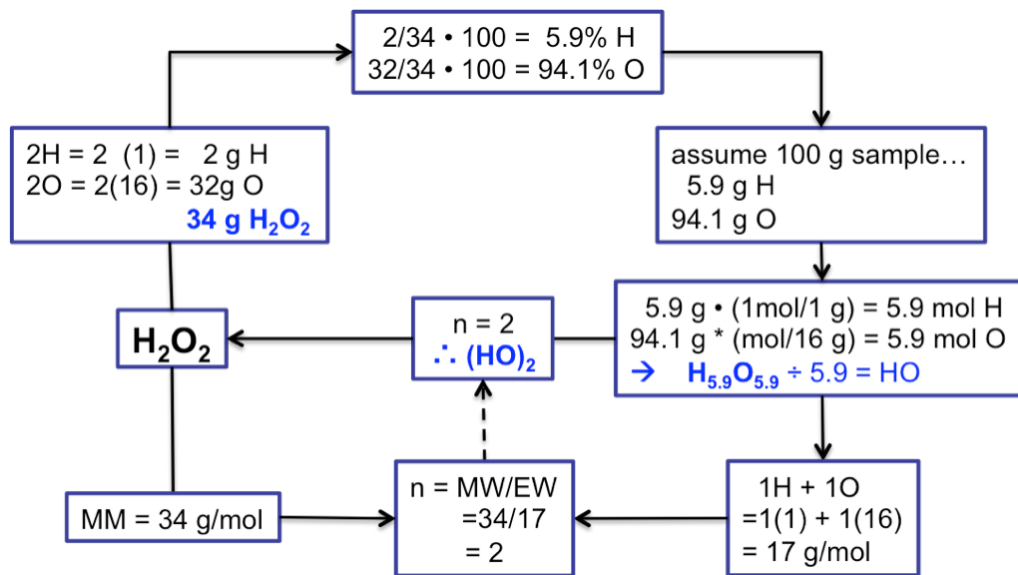 2/34 • 100 = 5.9% H
32/34 • 100 = 94.1% O
2H = 2 (1) = 2 g H
2O = 2(16) = 32g O
34 g H₂O₂
assume 100 g sample…
5.9 g H
94.1 g O
5.9 g • (1mol/1 g) = 5.9 mol H
94.1 g * (mol/16 g) = 5.9 mol O
→ H₅.₉O₅.₉ ÷ 5.9 = HO
n = 2
∴ (HO)₂
H₂O₂
MM = 34 g/mol
n = MW/EW
=34/17
= 2
1H + 1O
=1(1) + 1(16)
= 17 g/mol